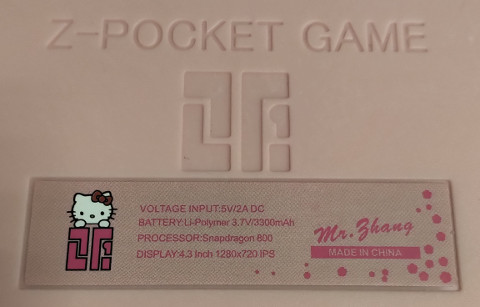 Z-POCKET GAME
VOLTAGE INPUT:5V/2A DC
BATTERY:Li-Polymer 3.7V/3300mAh
PROCESSOR:Snapdragon 800
DISPLAY:4.3 Inch 1280x720 IPS
Mr.Zhang
MADE IN CHINA